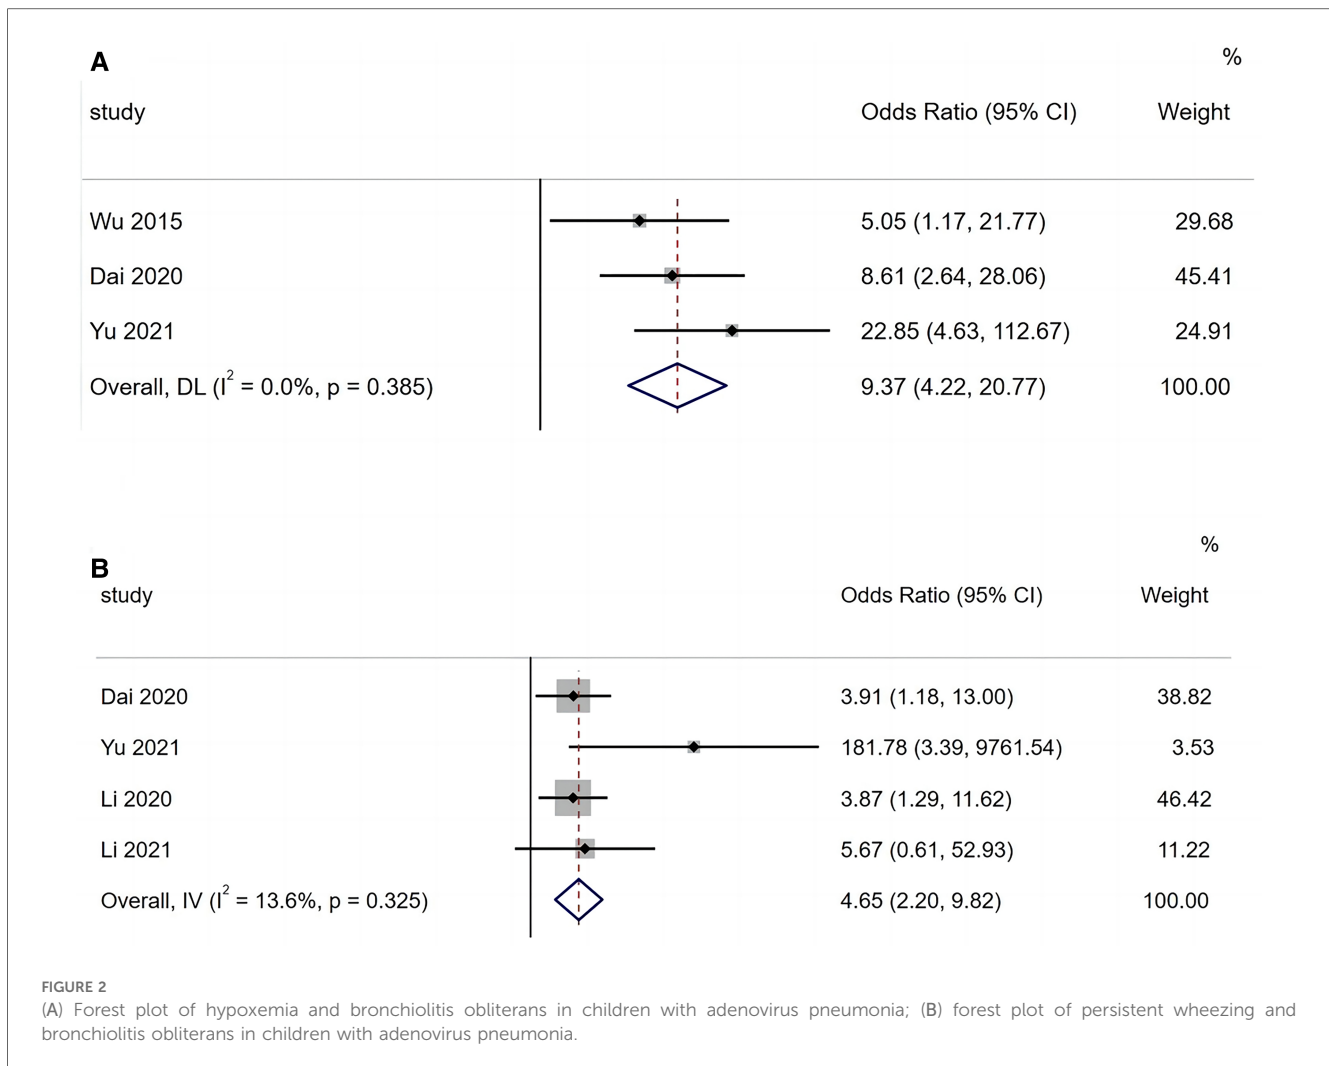 A
%
study Odds Ratio (95% CI) Weight
Wu 2015 5.05 (1.17, 21.77) 29.68
Dai 2020 8.61 (2.64, 28.06) 45.41
Yu 2021 22.85 (4.63, 112.67) 24.91
Overall, DL (I² = 0.0%, p = 0.385) 9.37 (4.22, 20.77) 100.00
%
B
study Odds Ratio (95% CI) Weight
Dai 2020 3.91 (1.18, 13.00) 38.82
Yu 2021 181.78 (3.39, 9761.54) 3.53
Li 2020 3.87 (1.29, 11.62) 46.42
Li 2021 5.67 (0.61, 52.93) 11.22
Overall, IV (I² = 13.6%, p = 0.325) 4.65 (2.20, 9.82) 100.00
FIGURE 2
(A) Forest plot of hypoxemia and bronchiolitis obliterans in children with adenovirus pneumonia; (B) forest plot of persistent wheezing and
bronchiolitis obliterans in children with adenovirus pneumonia.